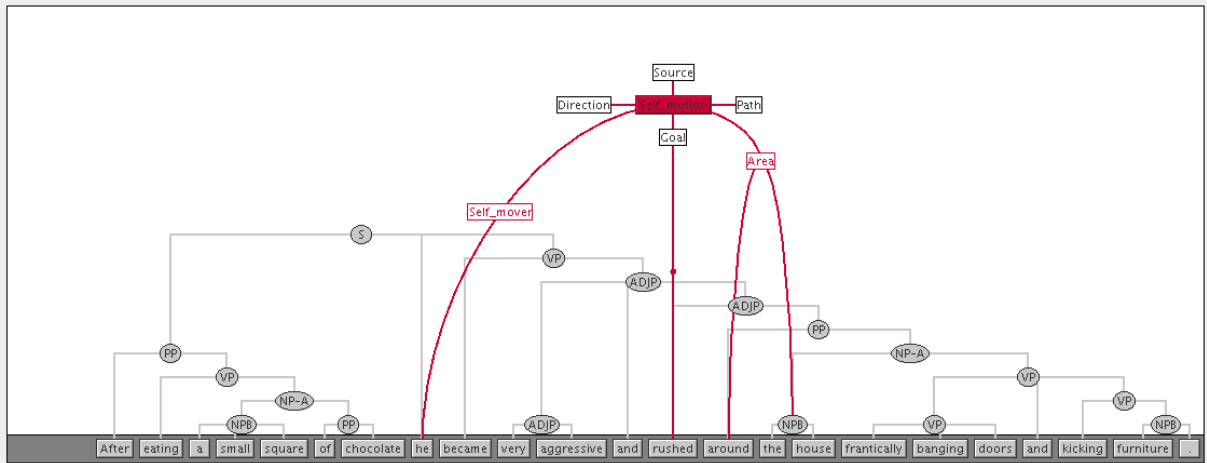 Source
Direction Self_motion Path
Goal
Area
Self_mover
S
VP
ADJP
ADJP
PP
PP NP-A
VP VP
NP-A VP
NPB PP ADJP NPB VP NPB
After eating a small square of chocolate he became very aggressive and rushed around the house frantically banging doors and kicking furniture .